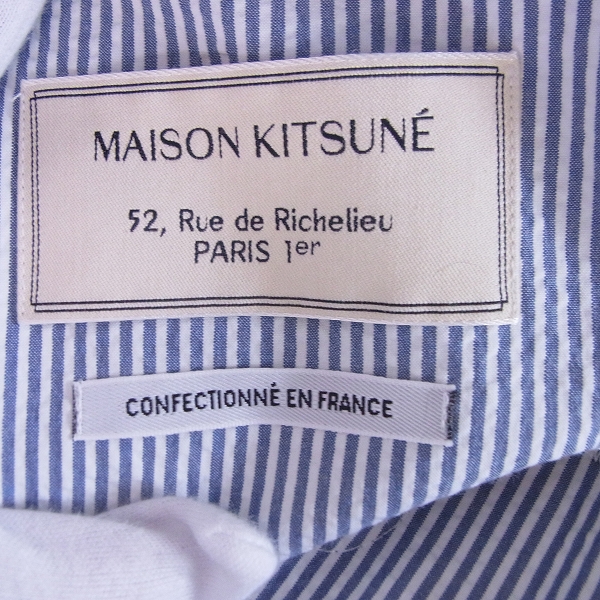 MAISON KITSUNÉ
52, Rue de Richelieu
PARIS 1er
CONFECTIONNÉ EN FRANCE